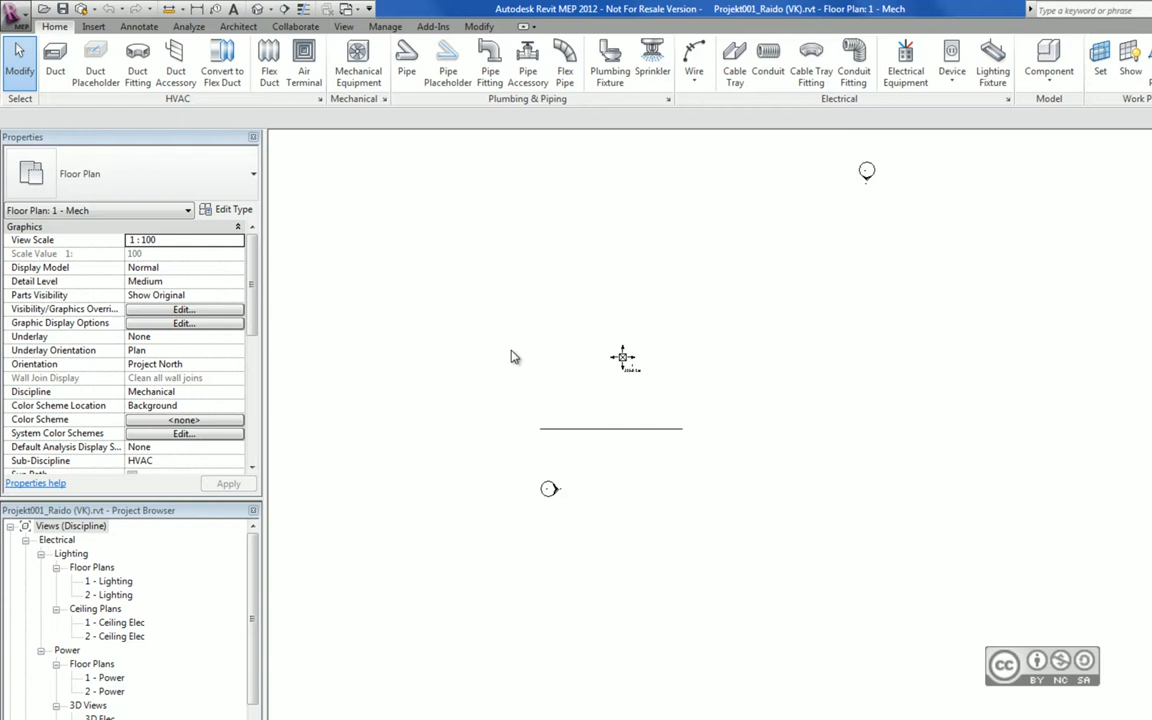 Autodesk Revit MEP 2012 - Not For Resale Version - Projekt001_Raido (VK).rvt - Floor Plan: 1 - Mech
Type a keyword or phrase
MEP
Home Insert Annotate Analyze Architect Collaborate View Manage Add-Ins Modify
Modify Duct Duct Placeholder Duct Fitting Duct Accessory Convert to Flex Duct Flex Duct Air Terminal Mechanical Equipment Pipe Pipe Placeholder Pipe Fitting Pipe Accessory Flex Pipe Plumbing Fixture Sprinkler Wire Cable Tray Conduit Cable Tray Fitting Conduit Fitting Electrical Equipment Device Lighting Fixture Component Set Show
Select HVAC Mechanical Plumbing & Piping Electrical Model Work P
Properties
Floor Plan
Floor Plan: 1 - Mech Edit Type
Graphics
View Scale 1 : 100
Scale Value 1: 100
Display Model Normal
Detail Level Medium
Parts Visibility Show Original
Visibility/Graphics Overri... Edit...
Graphic Display Options Edit...
Underlay None
Underlay Orientation Plan
Orientation Project North
Wall Join Display Clean all wall joins
Discipline Mechanical
Color Scheme Location Background
Color Scheme <none>
System Color Schemes Edit...
Default Analysis Display S... None
Sub-Discipline HVAC
Sun Path
Properties help Apply
Projekt001_Raido (VK).rvt - Project Browser
Views (Discipline)
Electrical
Lighting
Floor Plans
1 - Lighting
2 - Lighting
Ceiling Plans
1 - Ceiling Elec
2 - Ceiling Elec
Power
Floor Plans
1 - Power
2 - Power
3D Views
3D Elec
cc
BY NC SA